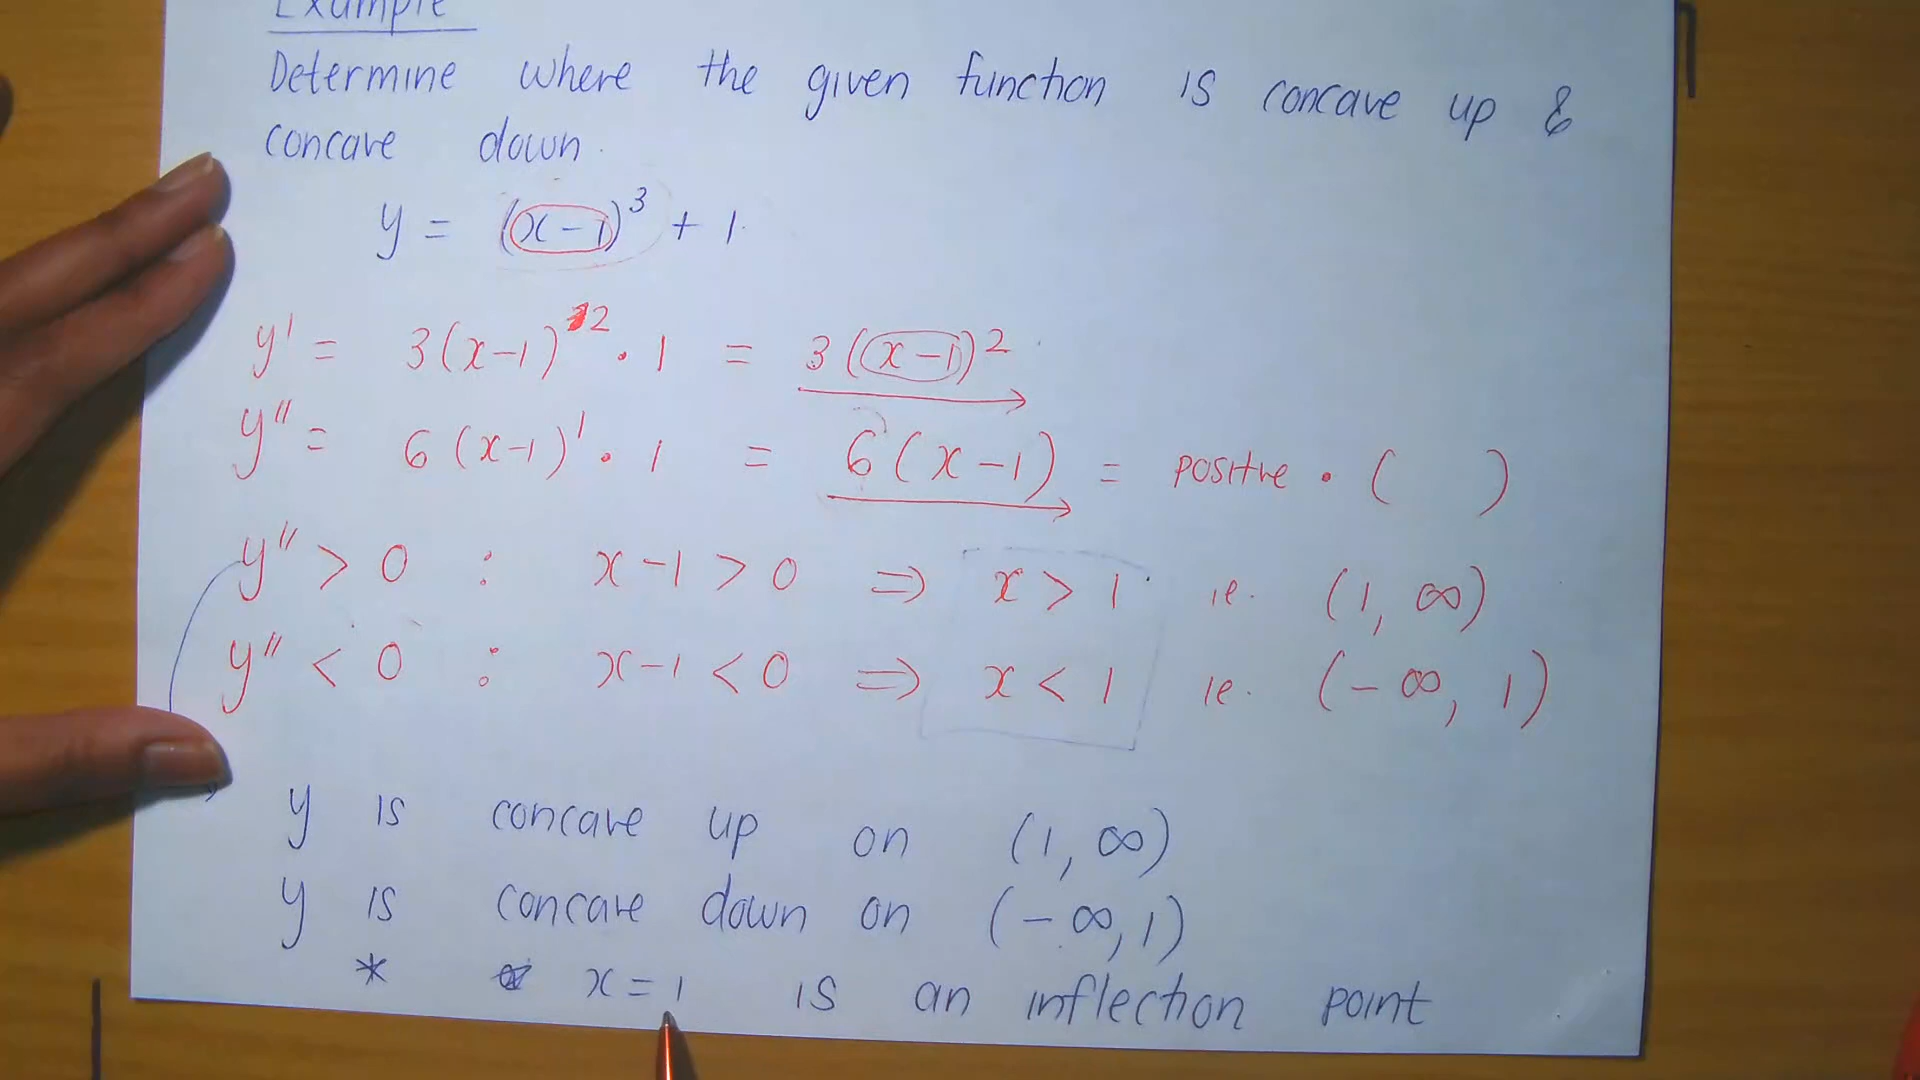 Example
Determine where the given function is concave up &
concave down.
y = (x-1)³ + 1.
y' = 3(x-1)² · 1 = 3(x-1)²
y'' = 6(x-1)¹ · 1 = 6(x-1) = positive · (  )
y'' > 0 : x-1 > 0 ⇒ x > 1 ie. (1, ∞)
y'' < 0 : x-1 < 0 ⇒ x < 1 ie. (-∞, 1)
y is concave up on (1, ∞)
y is concave down on (-∞, 1)
* x = 1 is an inflection point